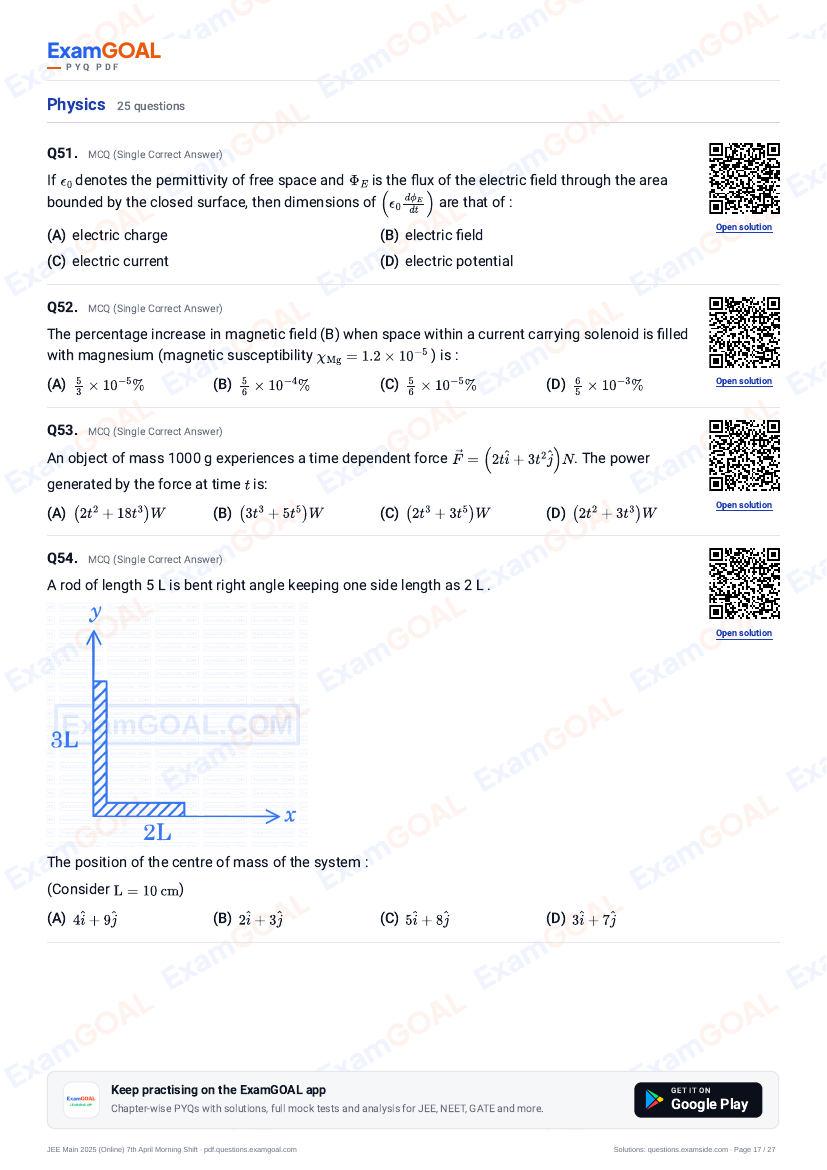 ExamGOAL
PYQ PDF
Physics 25 questions
Q51. MCQ (Single Correct Answer)
If ϵ₀ denotes the permittivity of free space and Φ_E is the flux of the electric field through the area
bounded by the closed surface, then dimensions of (ϵ₀ dϕ_E/dt) are that of :
(A) electric charge (B) electric field
(C) electric current (D) electric potential
Open solution
Q52. MCQ (Single Correct Answer)
The percentage increase in magnetic field (B) when space within a current carrying solenoid is filled
with magnesium (magnetic susceptibility χ_Mg = 1.2 × 10⁻⁵ ) is :
(A) 5/3 × 10⁻⁵% (B) 5/6 × 10⁻⁴% (C) 5/6 × 10⁻⁵% (D) 6/5 × 10⁻³%
Open solution
Q53. MCQ (Single Correct Answer)
An object of mass 1000 g experiences a time dependent force F⃗ = (2tî + 3t²ĵ)N. The power
generated by the force at time t is:
(A) (2t² + 18t³)W (B) (3t³ + 5t⁵)W (C) (2t³ + 3t⁵)W (D) (2t² + 3t³)W
Open solution
Q54. MCQ (Single Correct Answer)
A rod of length 5 L is bent right angle keeping one side length as 2 L .
Open solution
y
ExamGOAL.COM
3L
x
2L
The position of the centre of mass of the system :
(Consider L = 10 cm)
(A) 4î + 9ĵ (B) 2î + 3ĵ (C) 5î + 8ĵ (D) 3î + 7ĵ
ExamGOAL
Keep practising on the ExamGOAL app
Chapter-wise PYQs with solutions, full mock tests and analysis for JEE, NEET, GATE and more.
GET IT ON
Google Play
JEE Main 2025 (Online) 7th April Morning Shift · pdf.questions.examgoal.com Solutions: questions.examside.com · Page 17 / 27